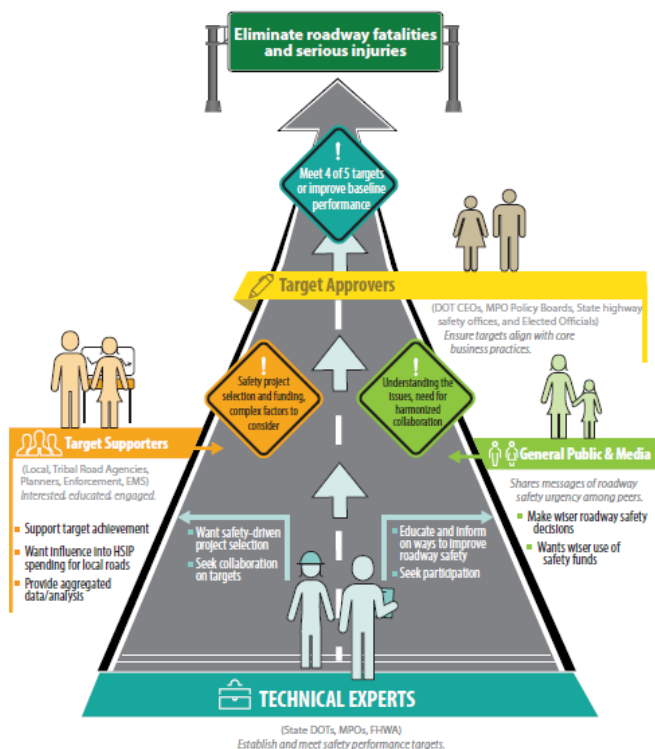 Eliminate roadway fatalities
and serious injuries
!
Meet 4 of 5 targets
or improve baseline
performance
Target Approvers
(DOT CEOs, MPO Policy Boards, State highway
safety offices, and Elected Officials)
Ensure targets align with core
business practices.
!
Safety project
selection and funding,
complex factors to
consider
!
Understanding the
issues, need for
harmonized
collaboration
Target Supporters
(Local, Tribal Road Agencies,
Planners, Enforcement, EMS)
Interested, educated, engaged.
Support target achievement
Want influence into HSIP
spending for local roads
Provide aggregated
data/analysis
General Public & Media
Shares messages of roadway
safety urgency among peers.
Make wiser roadway safety
decisions
Wants wiser use of
safety funds
Want safety-driven
project selection
Seek collaboration
on targets
Educate and inform
on ways to improve
roadway safety
Seek participation
TECHNICAL EXPERTS
(State DOTs, MPOs, FHWA)
Establish and meet safety performance targets.